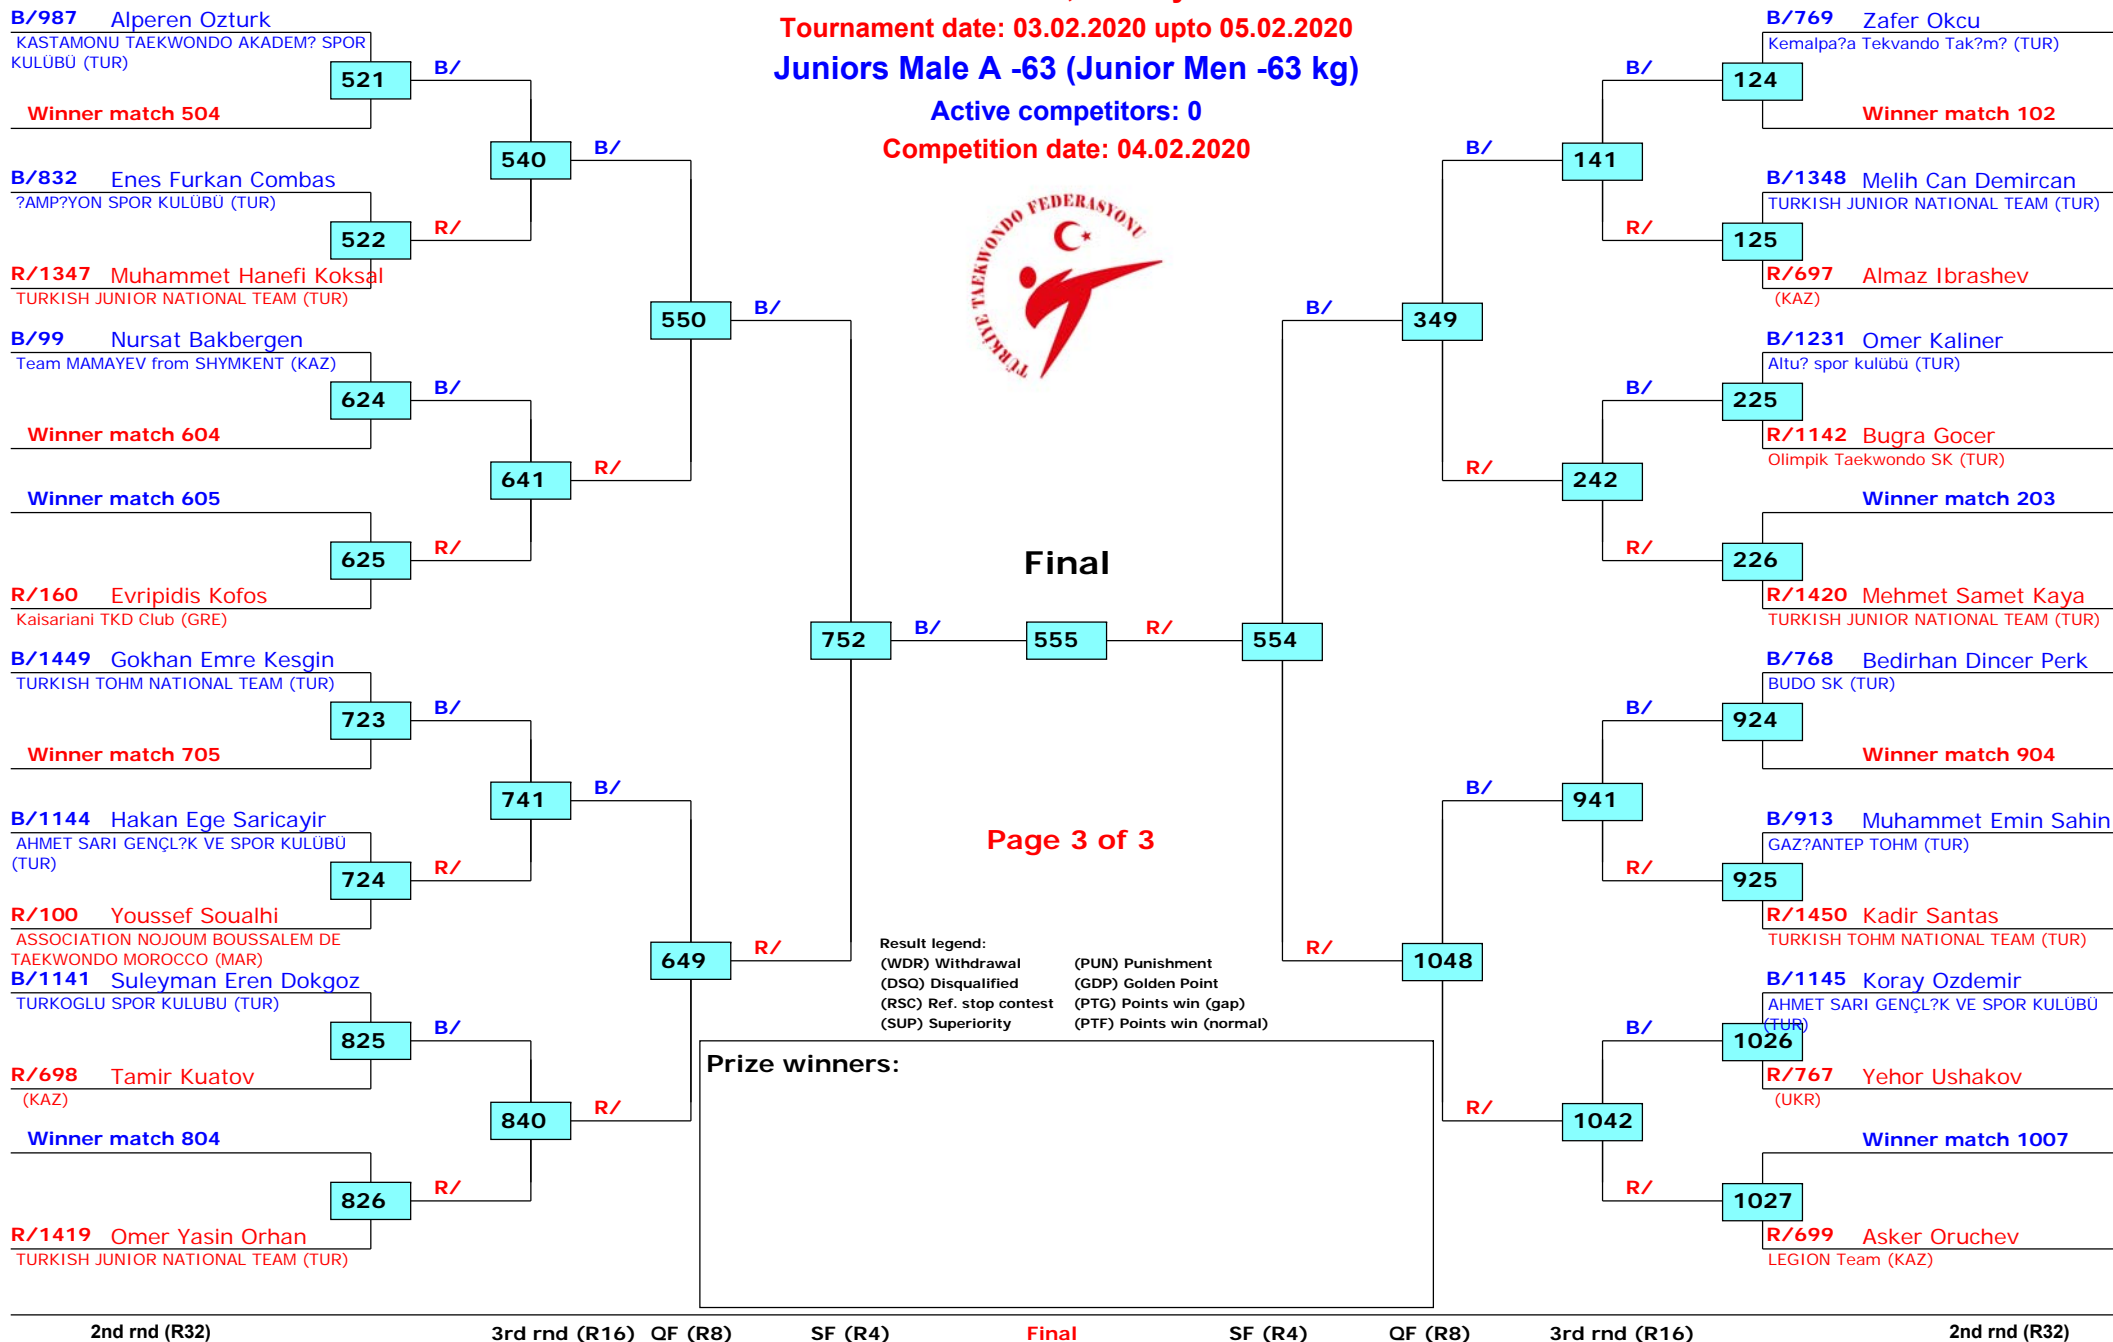 Tournament date: 03.02.2020 upto 05.02.2020
Juniors Male A -63 (Junior Men -63 kg)
Active competitors: 0
Competition date: 04.02.2020
TÜRKİYE TAEKWONDO FEDERASYONU
B/987 Alperen Ozturk
KASTAMONU TAEKWONDO AKADEM? SPOR
KULÜBÜ (TUR)
521
B/
Winner match 504
540
B/
B/832 Enes Furkan Combas
?AMP?YON SPOR KULÜBÜ (TUR)
522
R/
R/1347 Muhammet Hanefi Koksal
TURKISH JUNIOR NATIONAL TEAM (TUR)
550
B/
B/99 Nursat Bakbergen
Team MAMAYEV from SHYMKENT (KAZ)
624
B/
Winner match 604
641
R/
Winner match 605
625
R/
R/160 Evripidis Kofos
Kaisariani TKD Club (GRE)
752
B/
B/1449 Gokhan Emre Kesgin
TURKISH TOHM NATIONAL TEAM (TUR)
723
B/
Winner match 705
741
B/
B/1144 Hakan Ege Saricayir
AHMET SARI GENÇL?K VE SPOR KULÜBÜ
(TUR)
724
R/
R/100 Youssef Soualhi
ASSOCIATION NOJOUM BOUSSALEM DE
TAEKWONDO MOROCCO (MAR)
649
R/
B/1141 Suleyman Eren Dokgoz
TURKOGLU SPOR KULUBU (TUR)
825
B/
R/698 Tamir Kuatov
(KAZ)
840
R/
Winner match 804
826
R/
R/1419 Omer Yasin Orhan
TURKISH JUNIOR NATIONAL TEAM (TUR)
Final
555
R/
554
Page 3 of 3
Result legend:
(WDR) Withdrawal (PUN) Punishment
(DSQ) Disqualified (GDP) Golden Point
(RSC) Ref. stop contest (PTG) Points win (gap)
(SUP) Superiority (PTF) Points win (normal)
Prize winners:
B/769 Zafer Okcu
Kemalpa?a Tekvando Tak?m? (TUR)
B/
124
Winner match 102
B/
141
B/1348 Melih Can Demircan
TURKISH JUNIOR NATIONAL TEAM (TUR)
R/
125
R/697 Almaz Ibrashev
(KAZ)
B/
349
B/1231 Omer Kaliner
Altu? spor kulübü (TUR)
B/
225
R/1142 Bugra Gocer
Olimpik Taekwondo SK (TUR)
R/
242
Winner match 203
R/
226
R/1420 Mehmet Samet Kaya
TURKISH JUNIOR NATIONAL TEAM (TUR)
B/768 Bedirhan Dincer Perk
BUDO SK (TUR)
B/
924
Winner match 904
B/
941
B/913 Muhammet Emin Sahin
GAZ?ANTEP TOHM (TUR)
R/
925
R/1450 Kadir Santas
TURKISH TOHM NATIONAL TEAM (TUR)
R/
1048
B/1145 Koray Ozdemir
AHMET SARI GENÇL?K VE SPOR KULÜBÜ
(TUR)
B/
1026
R/767 Yehor Ushakov
(UKR)
R/
1042
Winner match 1007
R/
1027
R/699 Asker Oruchev
LEGION Team (KAZ)
2nd rnd (R32) 3rd rnd (R16) QF (R8) SF (R4) Final SF (R4) QF (R8) 3rd rnd (R16) 2nd rnd (R32)